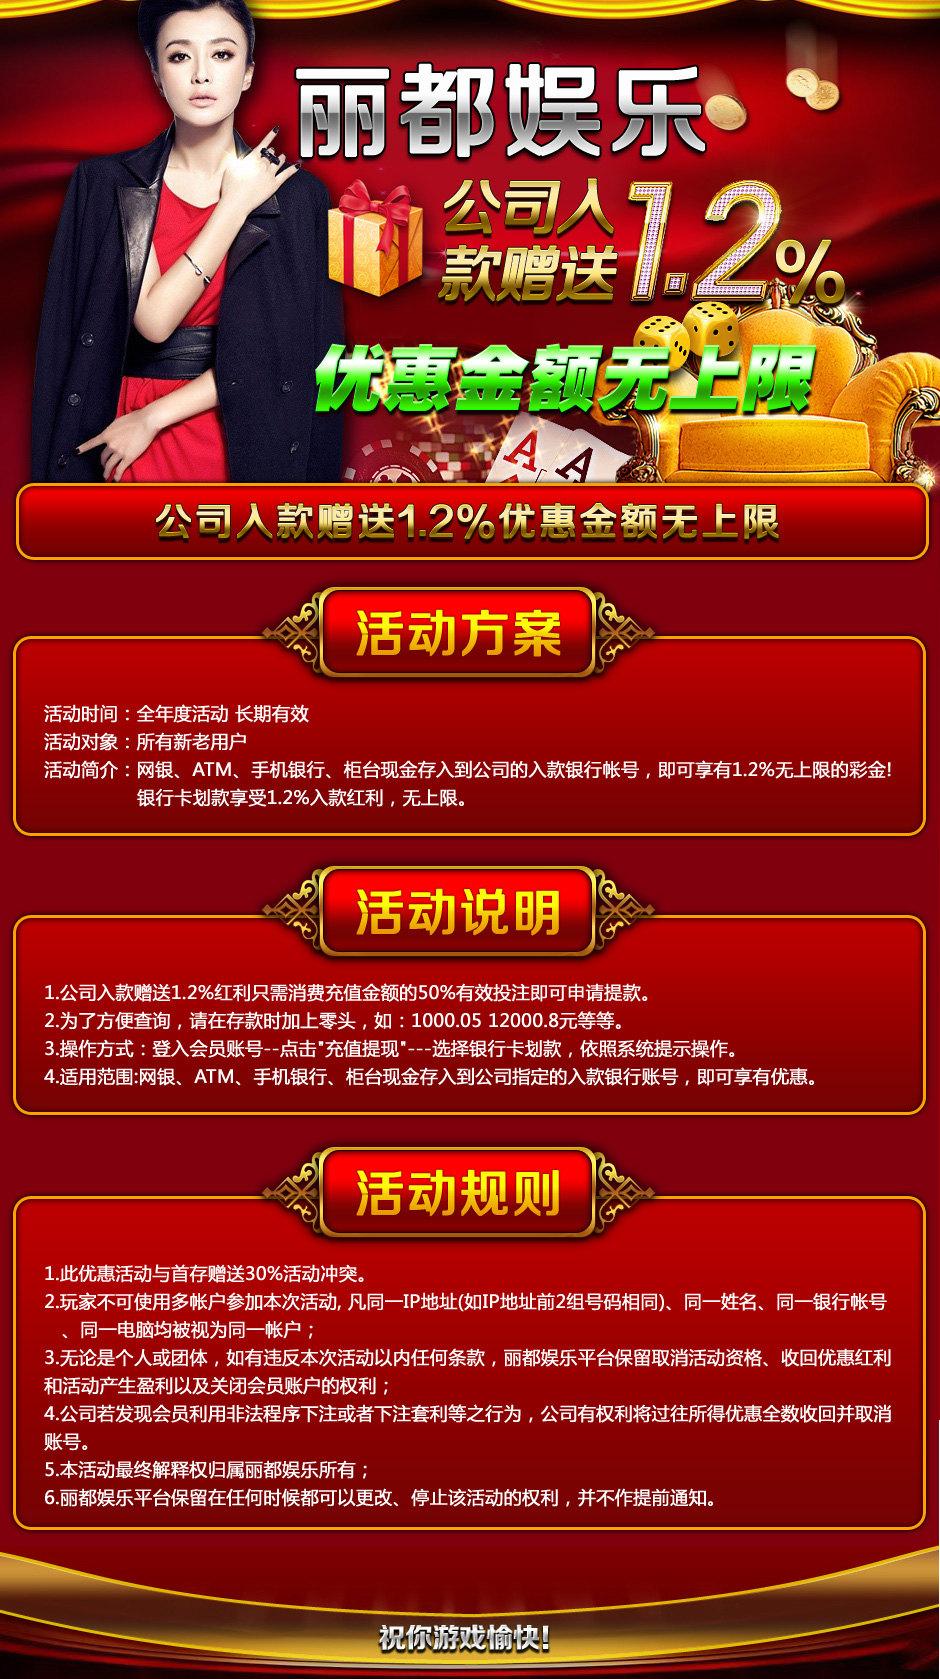 丽都娱乐
公司入
款赠送
1.2%
优惠金额无上限
A A
公司入款赠送1.2%优惠金额无上限
活动方案
活动时间：全年度活动 长期有效
活动对象：所有新老用户
活动简介：网银、ATM、手机银行、柜台现金存入到公司的入款银行帐号，即可享有1.2%无上限的彩金!
银行卡划款享受1.2%入款红利，无上限。
活动说明
1.公司入款赠送1.2%红利只需消费充值金额的50%有效投注即可申请提款。
2.为了方便查询，请在存款时加上零头，如：1000.05 12000.8元等等。
3.操作方式：登入会员账号--点击"充值提现"---选择银行卡划款，依照系统提示操作。
4.适用范围:网银、ATM、手机银行、柜台现金存入到公司指定的入款银行账号，即可享有优惠。
活动规则
1.此优惠活动与首存赠送30%活动冲突。
2.玩家不可使用多帐户参加本次活动, 凡同一IP地址(如IP地址前2组号码相同)、同一姓名、同一银行帐号
、同一电脑均被视为同一帐户；
3.无论是个人或团体，如有违反本次活动以内任何条款，丽都娱乐平台保留取消活动资格、收回优惠红利
和活动产生盈利以及关闭会员账户的权利；
4.公司若发现会员利用非法程序下注或者下注套利等之行为，公司有权利将过往所得优惠全数收回并取消
账号。
5.本活动最终解释权归属丽都娱乐所有；
6.丽都娱乐平台保留在任何时候都可以更改、停止该活动的权利，并不作提前通知。
祝你游戏愉快!